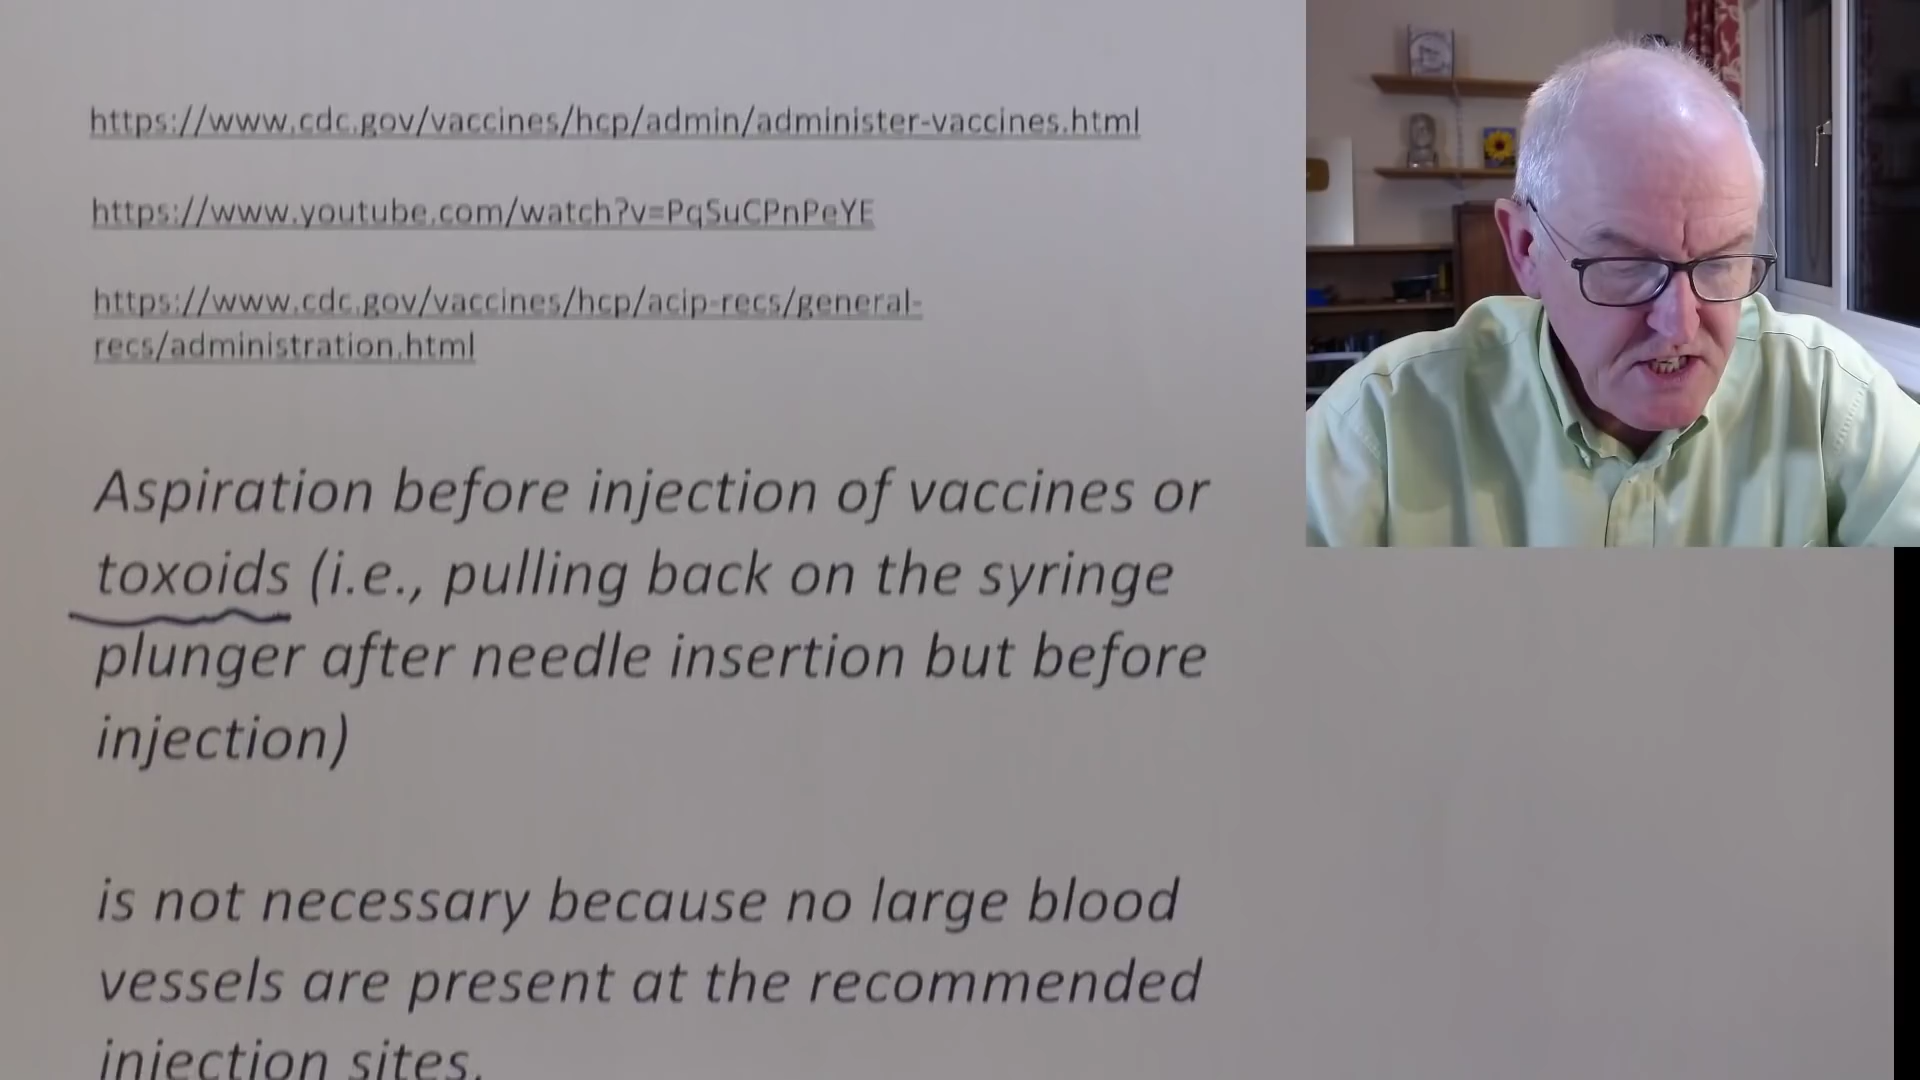 https://www.cdc.gov/vaccines/hcp/admin/administer-vaccines.html
https://www.youtube.com/watch?v=PqSuCPnPeYE
https://www.cdc.gov/vaccines/hcp/acip-recs/general-
recs/administration.html
Aspiration before injection of vaccines or
toxoids (i.e., pulling back on the syringe
plunger after needle insertion but before
injection)
is not necessary because no large blood
vessels are present at the recommended
injection sites.